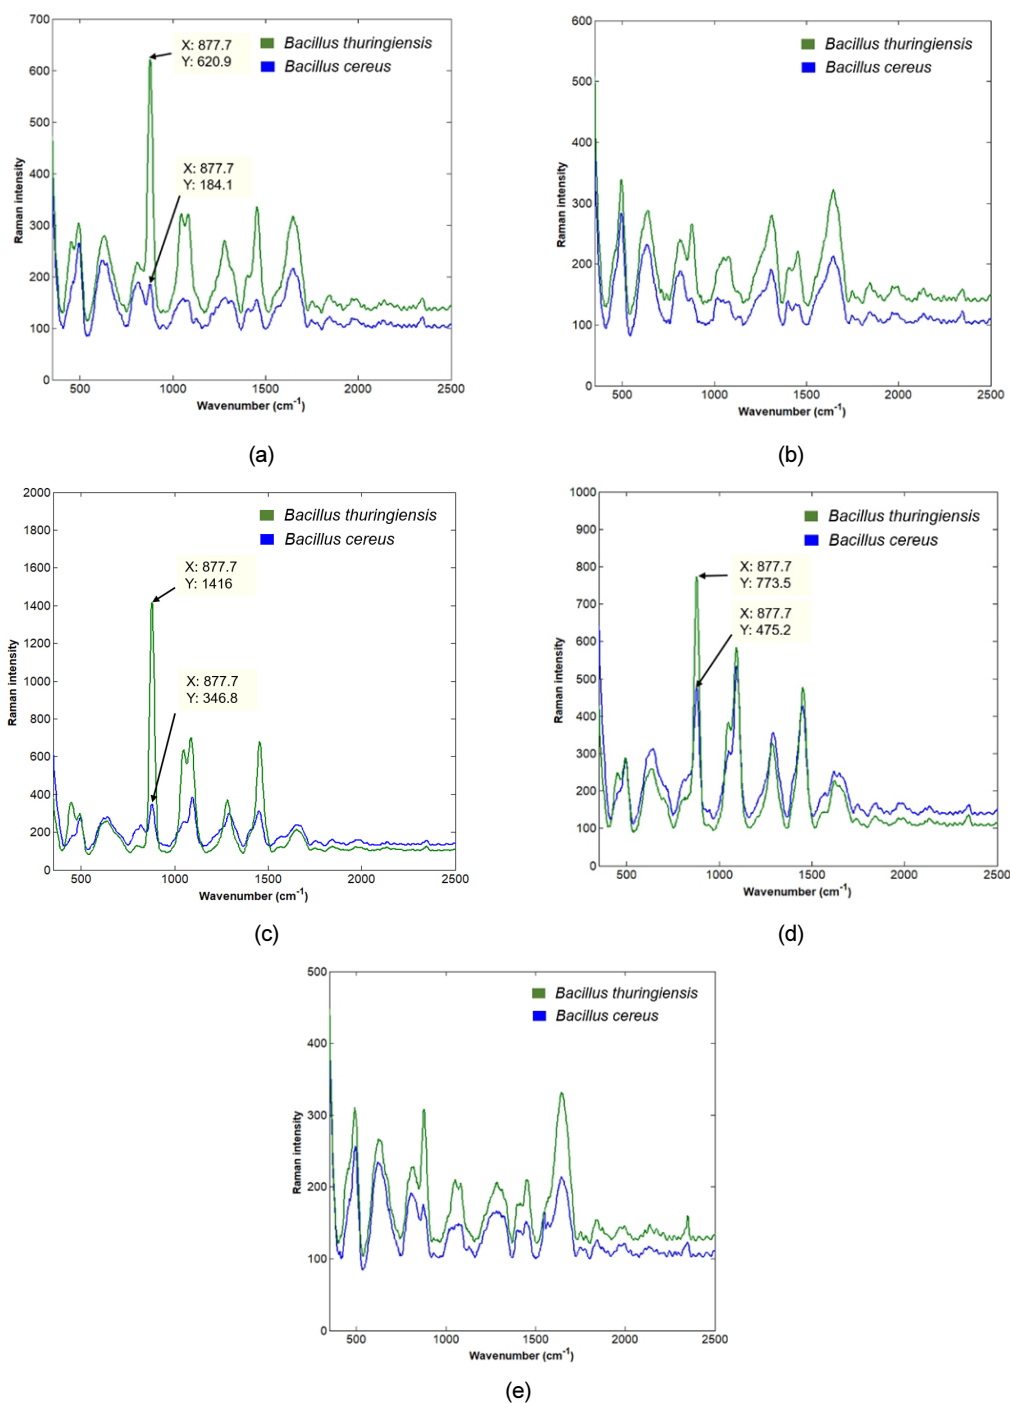 700
600
500
400
300
200
100
0
Raman intensity
X: 877.7
Y: 620.9
X: 877.7
Y: 184.1
Bacillus thuringiensis
Bacillus cereus
500 1000 1500 2000 2500
Wavenumber (cm-1)
(a)
600
500
400
300
200
100
0
Raman intensity
Bacillus thuringiensis
Bacillus cereus
500 1000 1500 2000 2500
Wavenumber (cm-1)
(b)
2000
1800
1600
1400
1200
1000
800
600
400
200
0
Raman intensity
Bacillus thuringiensis
Bacillus cereus
X: 877.7
Y: 1416
X: 877.7
Y: 346.8
500 1000 1500 2000 2500
Wavenumber (cm-1)
(c)
1000
900
800
700
600
500
400
300
200
100
0
Raman intensity
Bacillus thuringiensis
Bacillus cereus
X: 877.7
Y: 773.5
X: 877.7
Y: 475.2
500 1000 1500 2000 2500
Wavenumber (cm-1)
(d)
500
400
300
200
100
0
Raman intensity
Bacillus thuringiensis
Bacillus cereus
500 1000 1500 2000 2500
Wavenumber (cm-1)
(e)